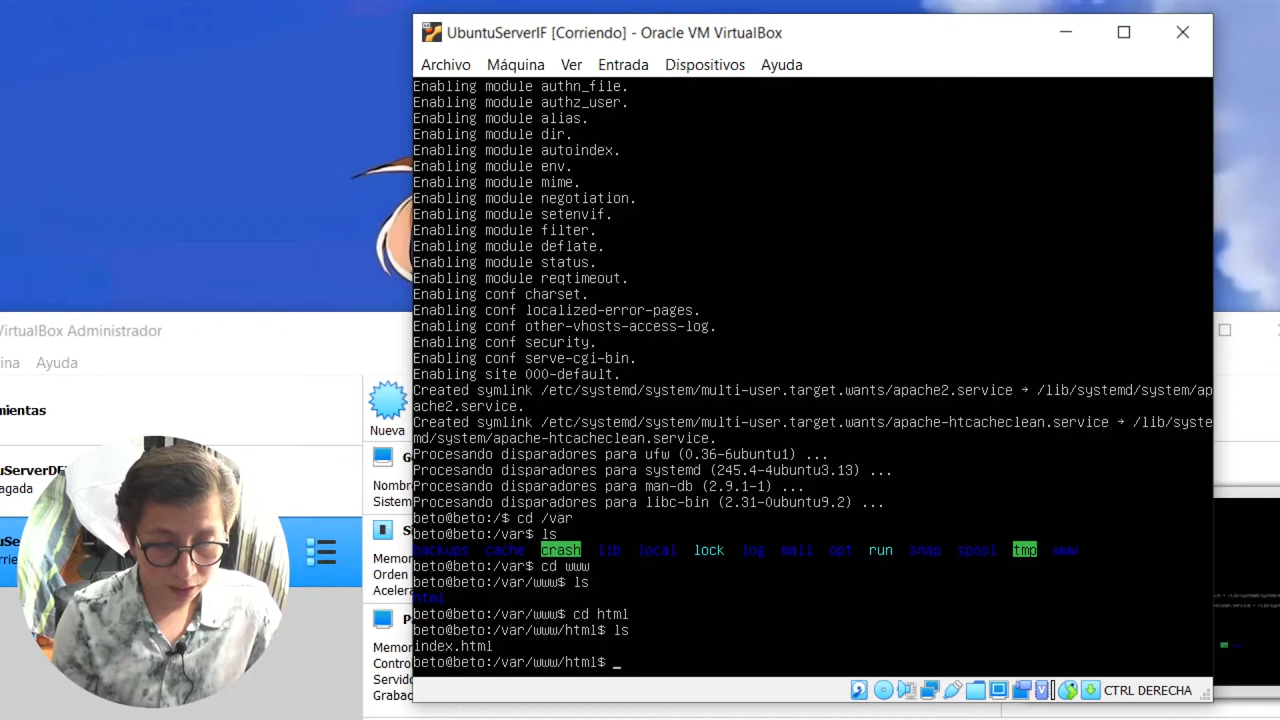 UbuntuServerIF [Corriendo] - Oracle VM VirtualBox
Archivo Máquina Ver Entrada Dispositivos Ayuda
Enabling module authn_file.
Enabling module authz_user.
Enabling module alias.
Enabling module dir.
Enabling module autoindex.
Enabling module env.
Enabling module mime.
Enabling module negotiation.
Enabling module setenvif.
Enabling module filter.
Enabling module deflate.
Enabling module status.
Enabling module reqtimeout.
Enabling conf charset.
Enabling conf localized-error-pages.
Enabling conf other-vhosts-access-log.
Enabling conf security.
Enabling conf serve-cgi-bin.
Enabling site 000-default.
Created symlink /etc/systemd/system/multi-user.target.wants/apache2.service → /lib/systemd/system/ap
ache2.service.
Created symlink /etc/systemd/system/multi-user.target.wants/apache-htcacheclean.service → /lib/syste
md/system/apache-htcacheclean.service.
Procesando disparadores para ufw (0.36-6ubuntu1) ...
Procesando disparadores para systemd (245.4-4ubuntu3.13) ...
Procesando disparadores para man-db (2.9.1-1) ...
Procesando disparadores para libc-bin (2.31-0ubuntu9.2) ...
beto@beto:/$ cd /var
beto@beto:/var$ ls
backups cache crash lib local lock log mail opt run snap spool tmp www
beto@beto:/var$ cd www
beto@beto:/var/www$ ls
html
beto@beto:/var/www$ cd html
beto@beto:/var/www/html$ ls
index.html
beto@beto:/var/www/html$ _
CTRL DERECHA
VirtualBox Administrador
ina Ayuda
mientas
Nueva
uServerDF
agada
uSe
rrie
G
Nombr
Sistem
S
Memor
Orden
Aceler
P
Memor
Contro
Servid
Grabac